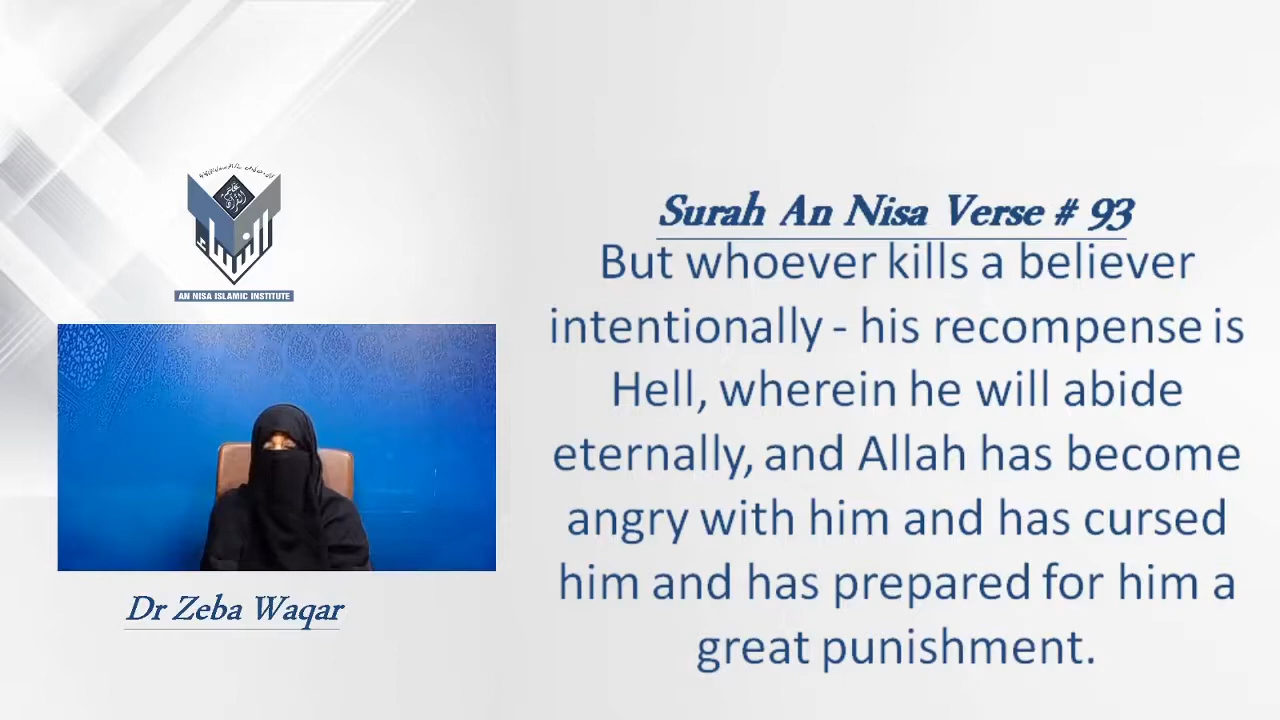 النساء
AN NISA ISLAMIC INSTITUTE
Dr Zeba Waqar
Surah An Nisa Verse # 93
But whoever kills a believer
intentionally - his recompense is
Hell, wherein he will abide
eternally, and Allah has become
angry with him and has cursed
him and has prepared for him a
great punishment.